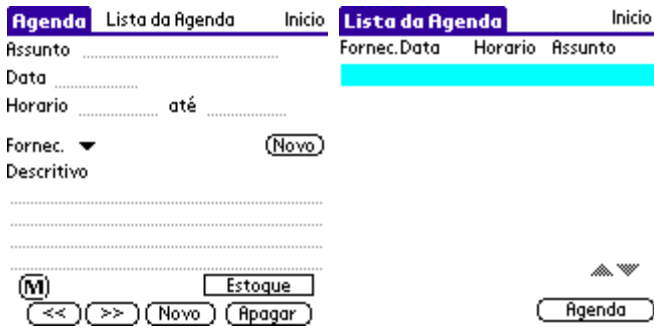 Agenda Lista da Agenda Inicio
Assunto
Data
Horario até
Fornec. Novo
Descritivo
M Estoque
<< >> Novo Apagar
Lista da Agenda Inicio
Fornec. Data Horario Assunto
Agenda